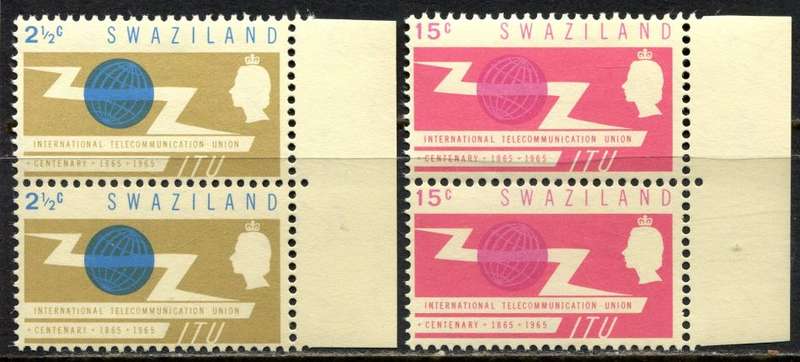 2½c SWAZILAND
INTERNATIONAL TELECOMMUNICATION UNION
• CENTENARY • 1865 • 1965 ITU
2½c SWAZILAND
INTERNATIONAL TELECOMMUNICATION UNION
• CENTENARY • 1865 • 1965 ITU
15c SWAZILAND
INTERNATIONAL TELECOMMUNICATION UNION
• CENTENARY • 1865 • 1965 ITU
15c SWAZILAND
INTERNATIONAL TELECOMMUNICATION UNION
• CENTENARY • 1865 • 1965 ITU